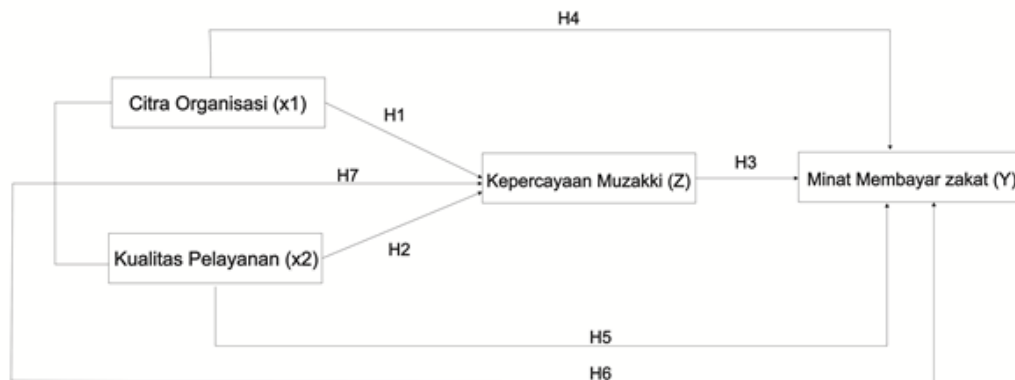 H4
Citra Organisasi (x1)
H1
H7
Kepercayaan Muzakki (Z)
H3
Minat Membayar zakat (Y)
Kualitas Pelayanan (x2)
H2
H5
H6